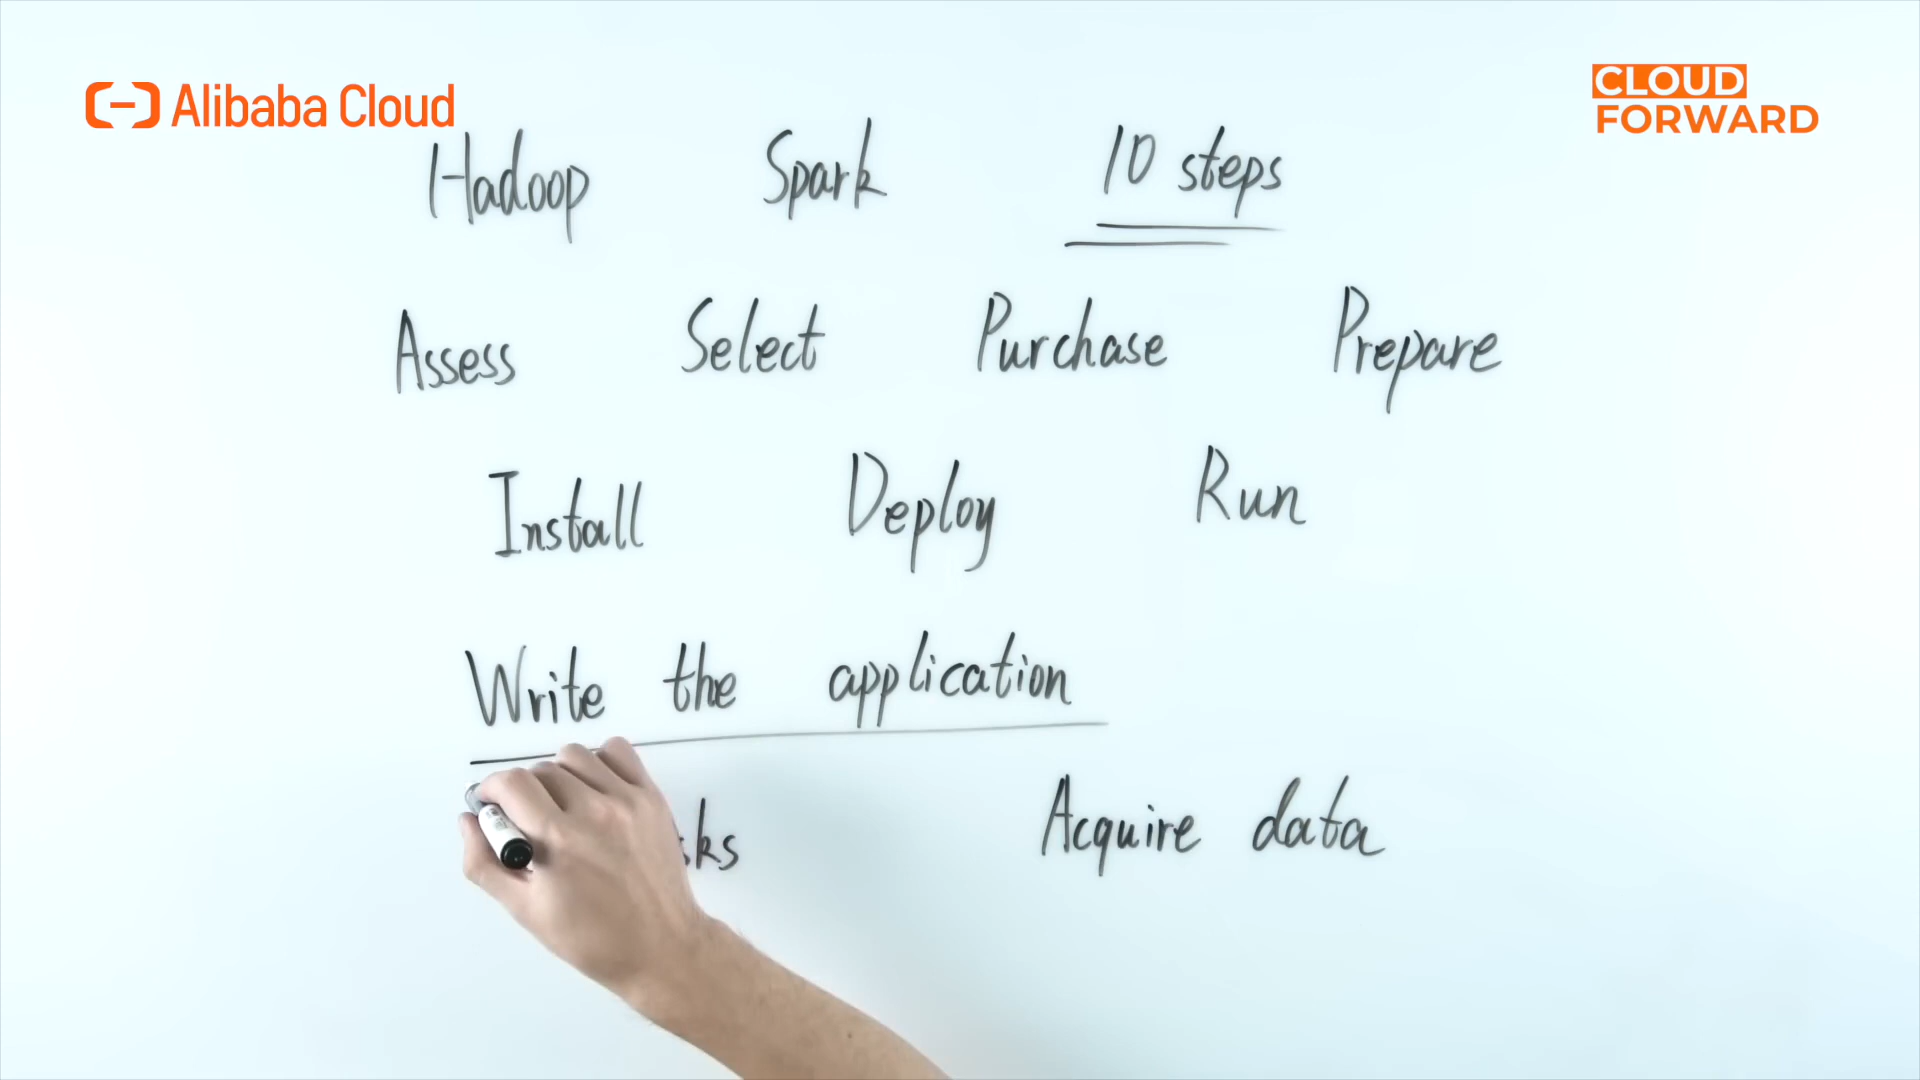 Alibaba Cloud
CLOUD
FORWARD
Hadoop Spark 10 steps
Assess Select Purchase Prepare
Install Deploy Run
Write the application
Acquire data